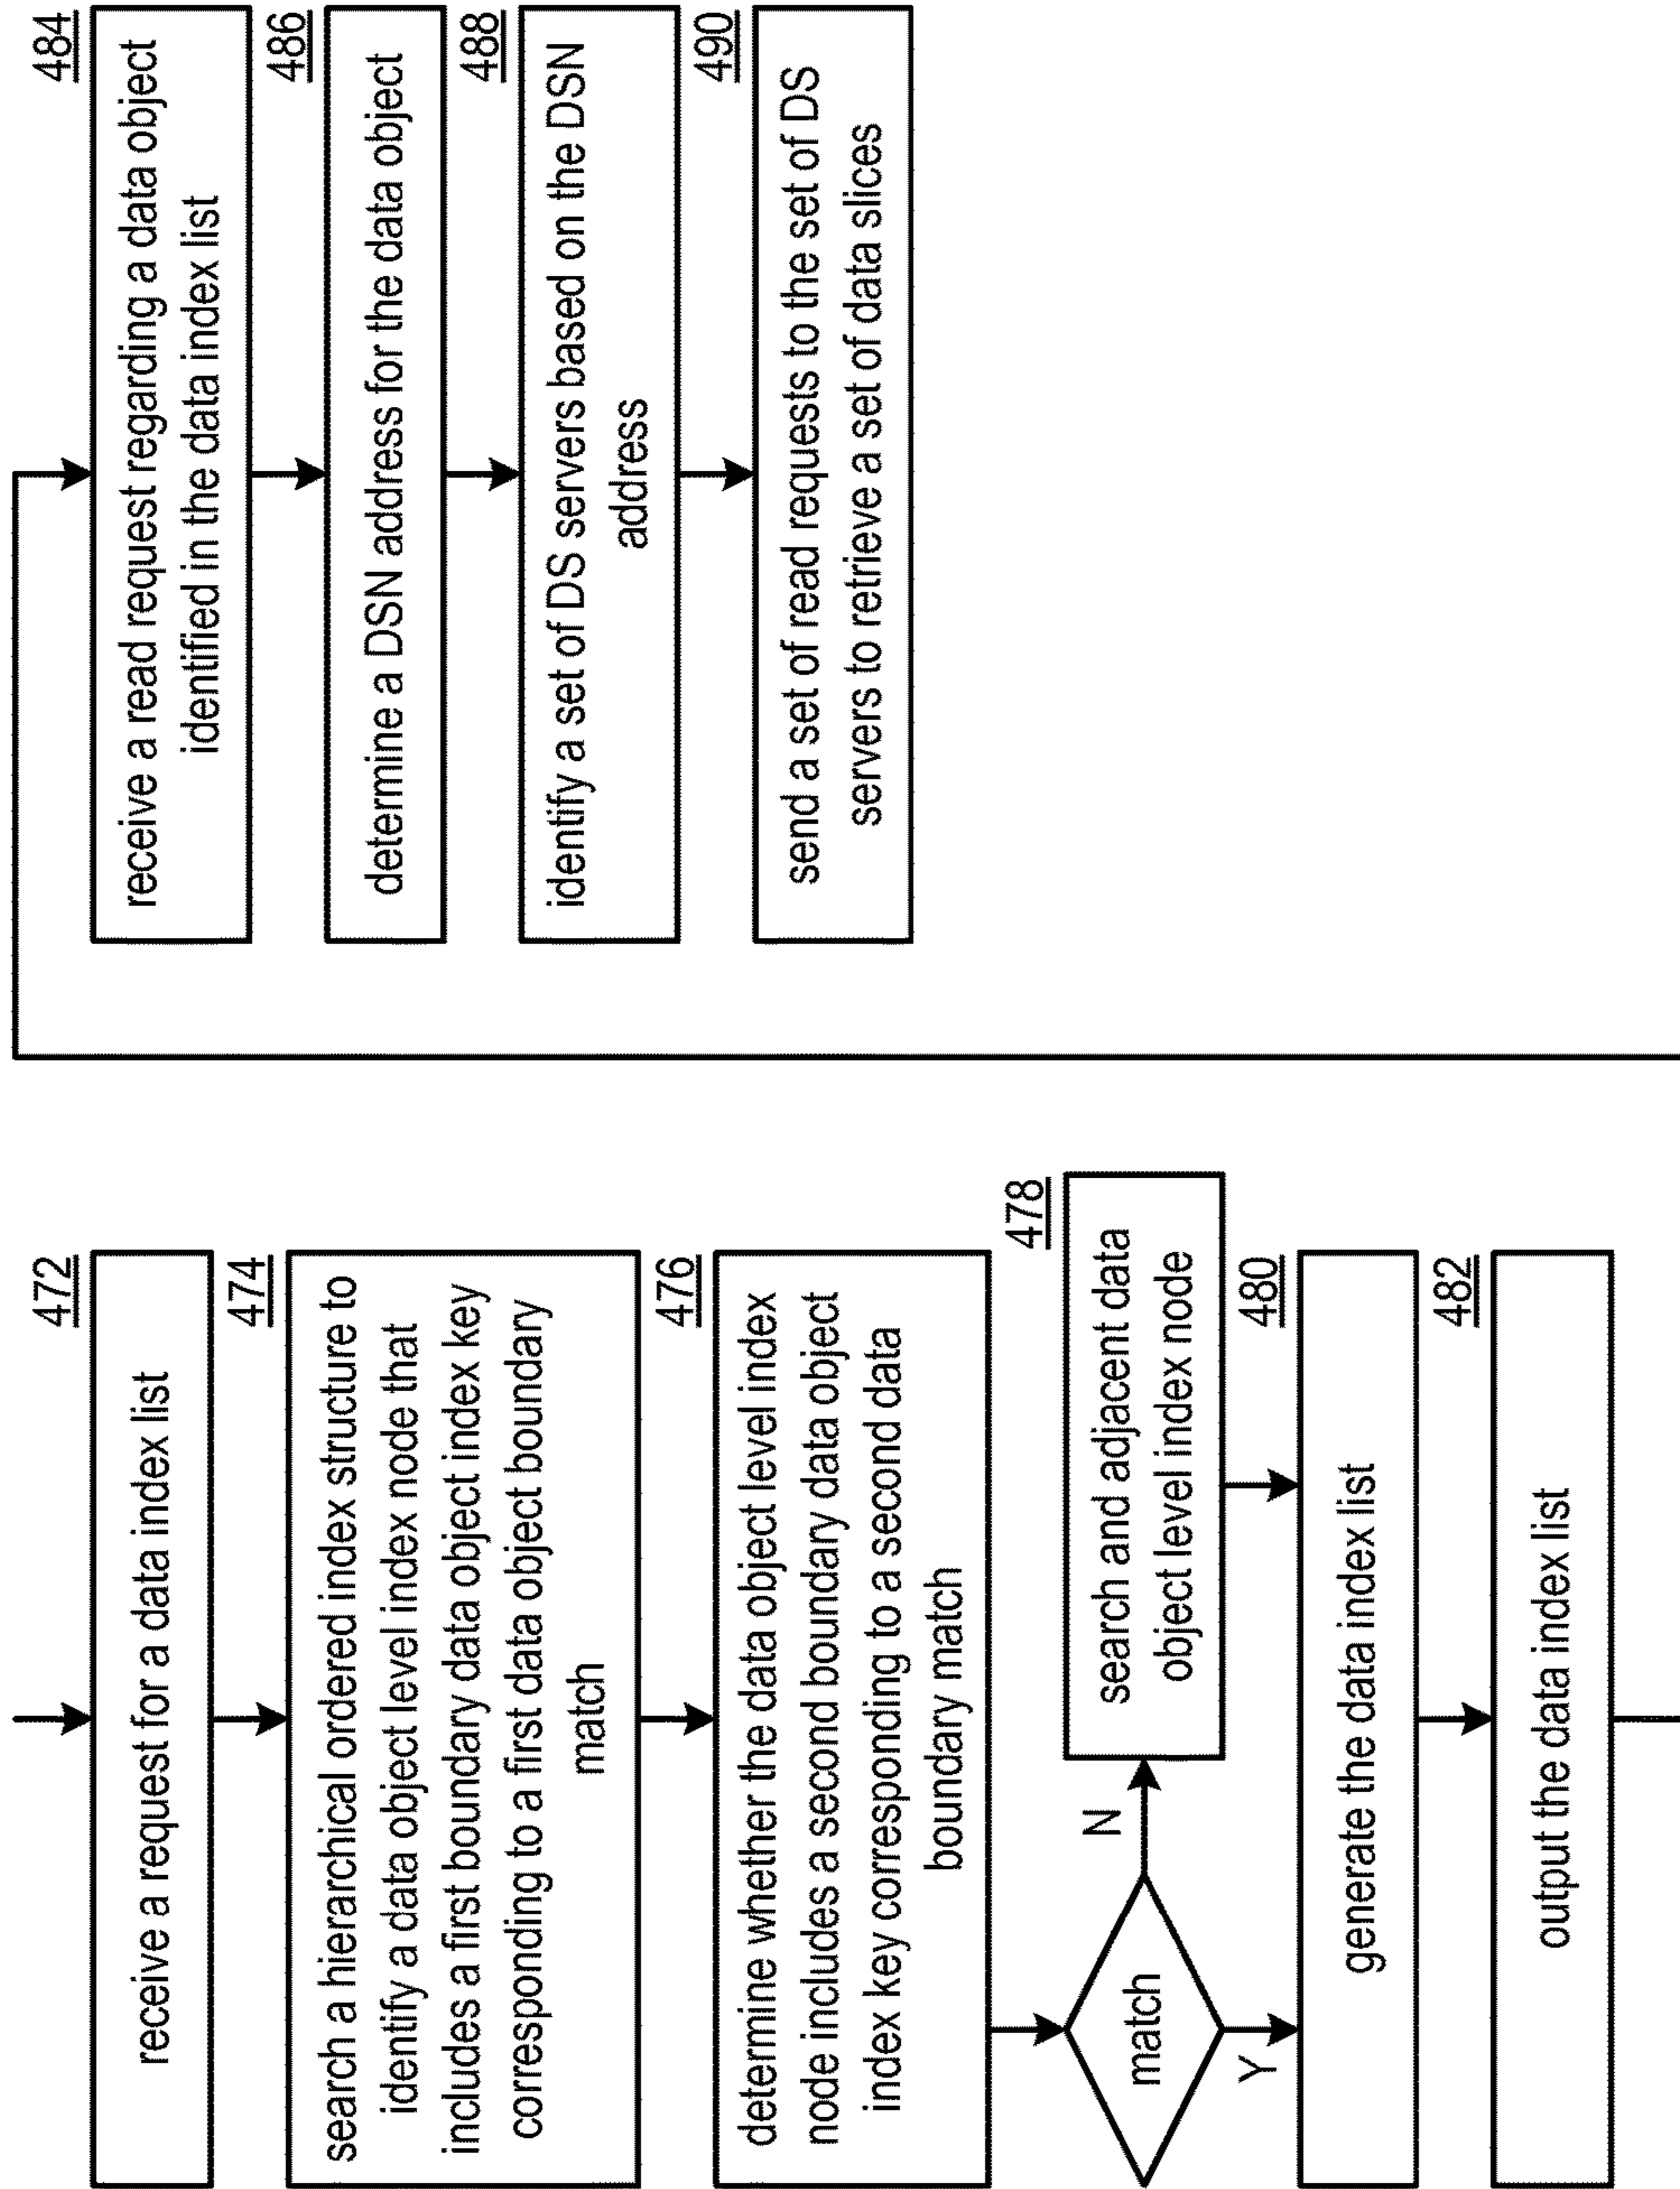 472
receive a request for a data index list
474
search a hierarchical ordered index structure to
identify a data object level index node that
includes a first boundary data object index key
corresponding to a first data object boundary
match
476
determine whether the data object level index
node includes a second boundary data object
index key corresponding to a second data
boundary match
match
N
Y
478
search and adjacent data
object level index node
480
generate the data index list
482
output the data index list
484
receive a read request regarding a data object
identified in the data index list
486
determine a DSN address for the data object
488
identify a set of DS servers based on the DSN
address
490
send a set of read requests to the set of DS
servers to retrieve a set of data slices